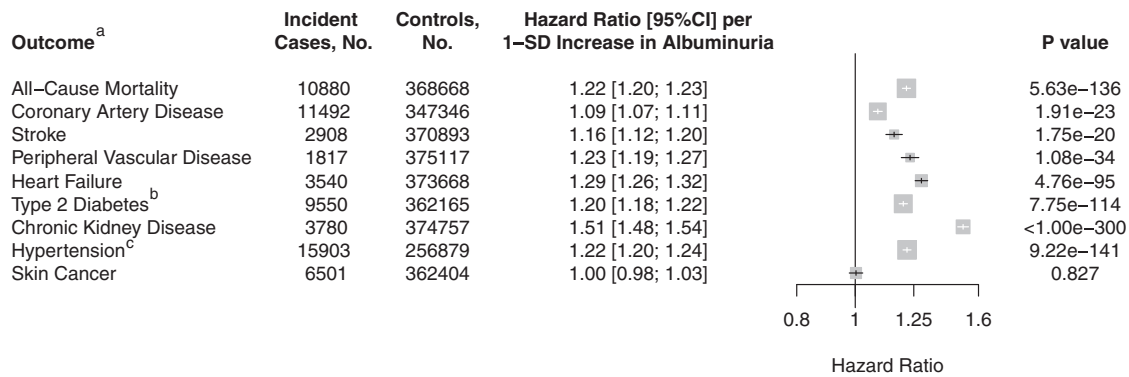 Outcome a Incident Cases, No. Controls, No. Hazard Ratio [95%CI] per 1−SD Increase in Albuminuria P value
All−Cause Mortality 10880 368668 1.22 [1.20; 1.23] 5.63e−136
Coronary Artery Disease 11492 347346 1.09 [1.07; 1.11] 1.91e−23
Stroke 2908 370893 1.16 [1.12; 1.20] 1.75e−20
Peripheral Vascular Disease 1817 375117 1.23 [1.19; 1.27] 1.08e−34
Heart Failure 3540 373668 1.29 [1.26; 1.32] 4.76e−95
Type 2 Diabetes b 9550 362165 1.20 [1.18; 1.22] 7.75e−114
Chronic Kidney Disease 3780 374757 1.51 [1.48; 1.54] <1.00e−300
Hypertension c 15903 256879 1.22 [1.20; 1.24] 9.22e−141
Skin Cancer 6501 362404 1.00 [0.98; 1.03] 0.827
0.8 1 1.25 1.6
Hazard Ratio